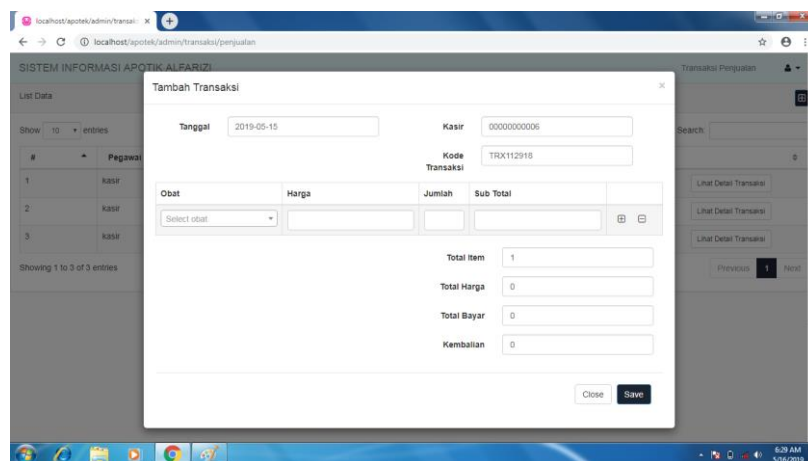 localhost/apotek/admin/transak
localhost/apotek/admin/transaksi/penjualan
SISTEM INFORMASI APOTIK ALFARIZI
Transaksi Penjualan
List Data
Tambah Transaksi
×
Show 10 entries
Search:
Tanggal 2019-05-15
Kasir 00000000006
Kode Transaksi TRX112918
# Pegawai
1 kasir Lihat Detail Transaksi
2 kasir Lihat Detail Transaksi
3 kasir Lihat Detail Transaksi
Obat Harga Jumlah Sub Total
Select obat
Showing 1 to 3 of 3 entries
Previous 1 Next
Total Item 1
Total Harga 0
Total Bayar 0
Kembalian 0
Close Save
6:29 AM
5/16/2019